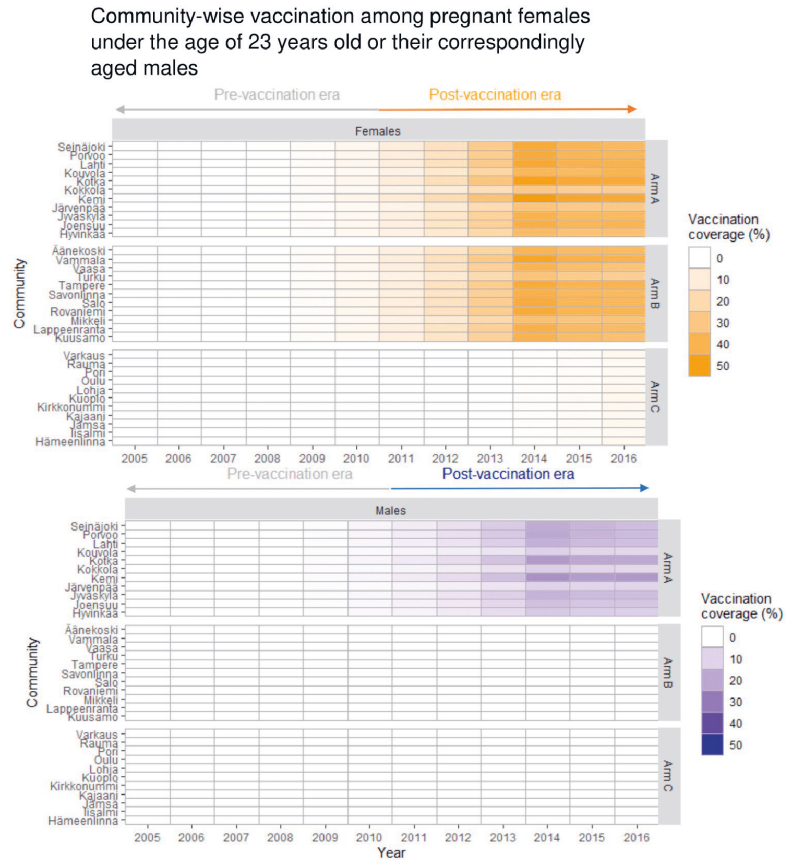 Community-wise vaccination among pregnant females
under the age of 23 years old or their correspondingly
aged males
Pre-vaccination era
Post-vaccination era
Females
Seinäjoki
Porvoo
Lahti
Kouvola
Kotka
Kokkola
Kemi
Järvenpää
Jyväskylä
Joensuu
Hyvinkää
Arm A
Äänekoski
Vammala
Vaasa
Turku
Tampere
Savonlinna
Salo
Rovaniemi
Mikkeli
Lappeenranta
Kuusamo
Arm B
Varkaus
Rauma
Pori
Oulu
Lohja
Kuopio
Kirkkonummi
Kajaani
Jämsä
Iisalmi
Hämeenlinna
Arm C
Community
2005 2006 2007 2008 2009 2010 2011 2012 2013 2014 2015 2016
Vaccination
coverage (%)
0
10
20
30
40
50
Pre-vaccination era
Post-vaccination era
Males
Seinäjoki
Porvoo
Lahti
Kouvola
Kotka
Kokkola
Kemi
Järvenpää
Jyväskylä
Joensuu
Hyvinkää
Arm A
Äänekoski
Vammala
Vaasa
Turku
Tampere
Savonlinna
Salo
Rovaniemi
Mikkeli
Lappeenranta
Kuusamo
Arm B
Varkaus
Rauma
Pori
Oulu
Lohja
Kuopio
Kirkkonummi
Kajaani
Jämsä
Iisalmi
Hämeenlinna
Arm C
Community
2005 2006 2007 2008 2009 2010 2011 2012 2013 2014 2015 2016
Year
Vaccination
coverage (%)
0
10
20
30
40
50